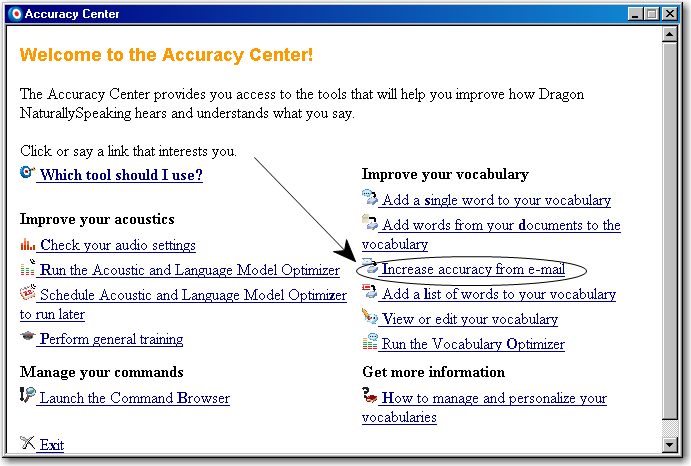 Accuracy Center
Welcome to the Accuracy Center!
The Accuracy Center provides you access to the tools that will help you improve how Dragon
NaturallySpeaking hears and understands what you say.
Click or say a link that interests you.
Which tool should I use?
Improve your acoustics
Check your audio settings
Run the Acoustic and Language Model Optimizer
Schedule Acoustic and Language Model Optimizer
to run later
Perform general training
Manage your commands
Launch the Command Browser
Exit
Improve your vocabulary
Add a single word to your vocabulary
Add words from your documents to the
vocabulary
Increase accuracy from e-mail
Add a list of words to your vocabulary
View or edit your vocabulary
Run the Vocabulary Optimizer
Get more information
How to manage and personalize your
vocabularies